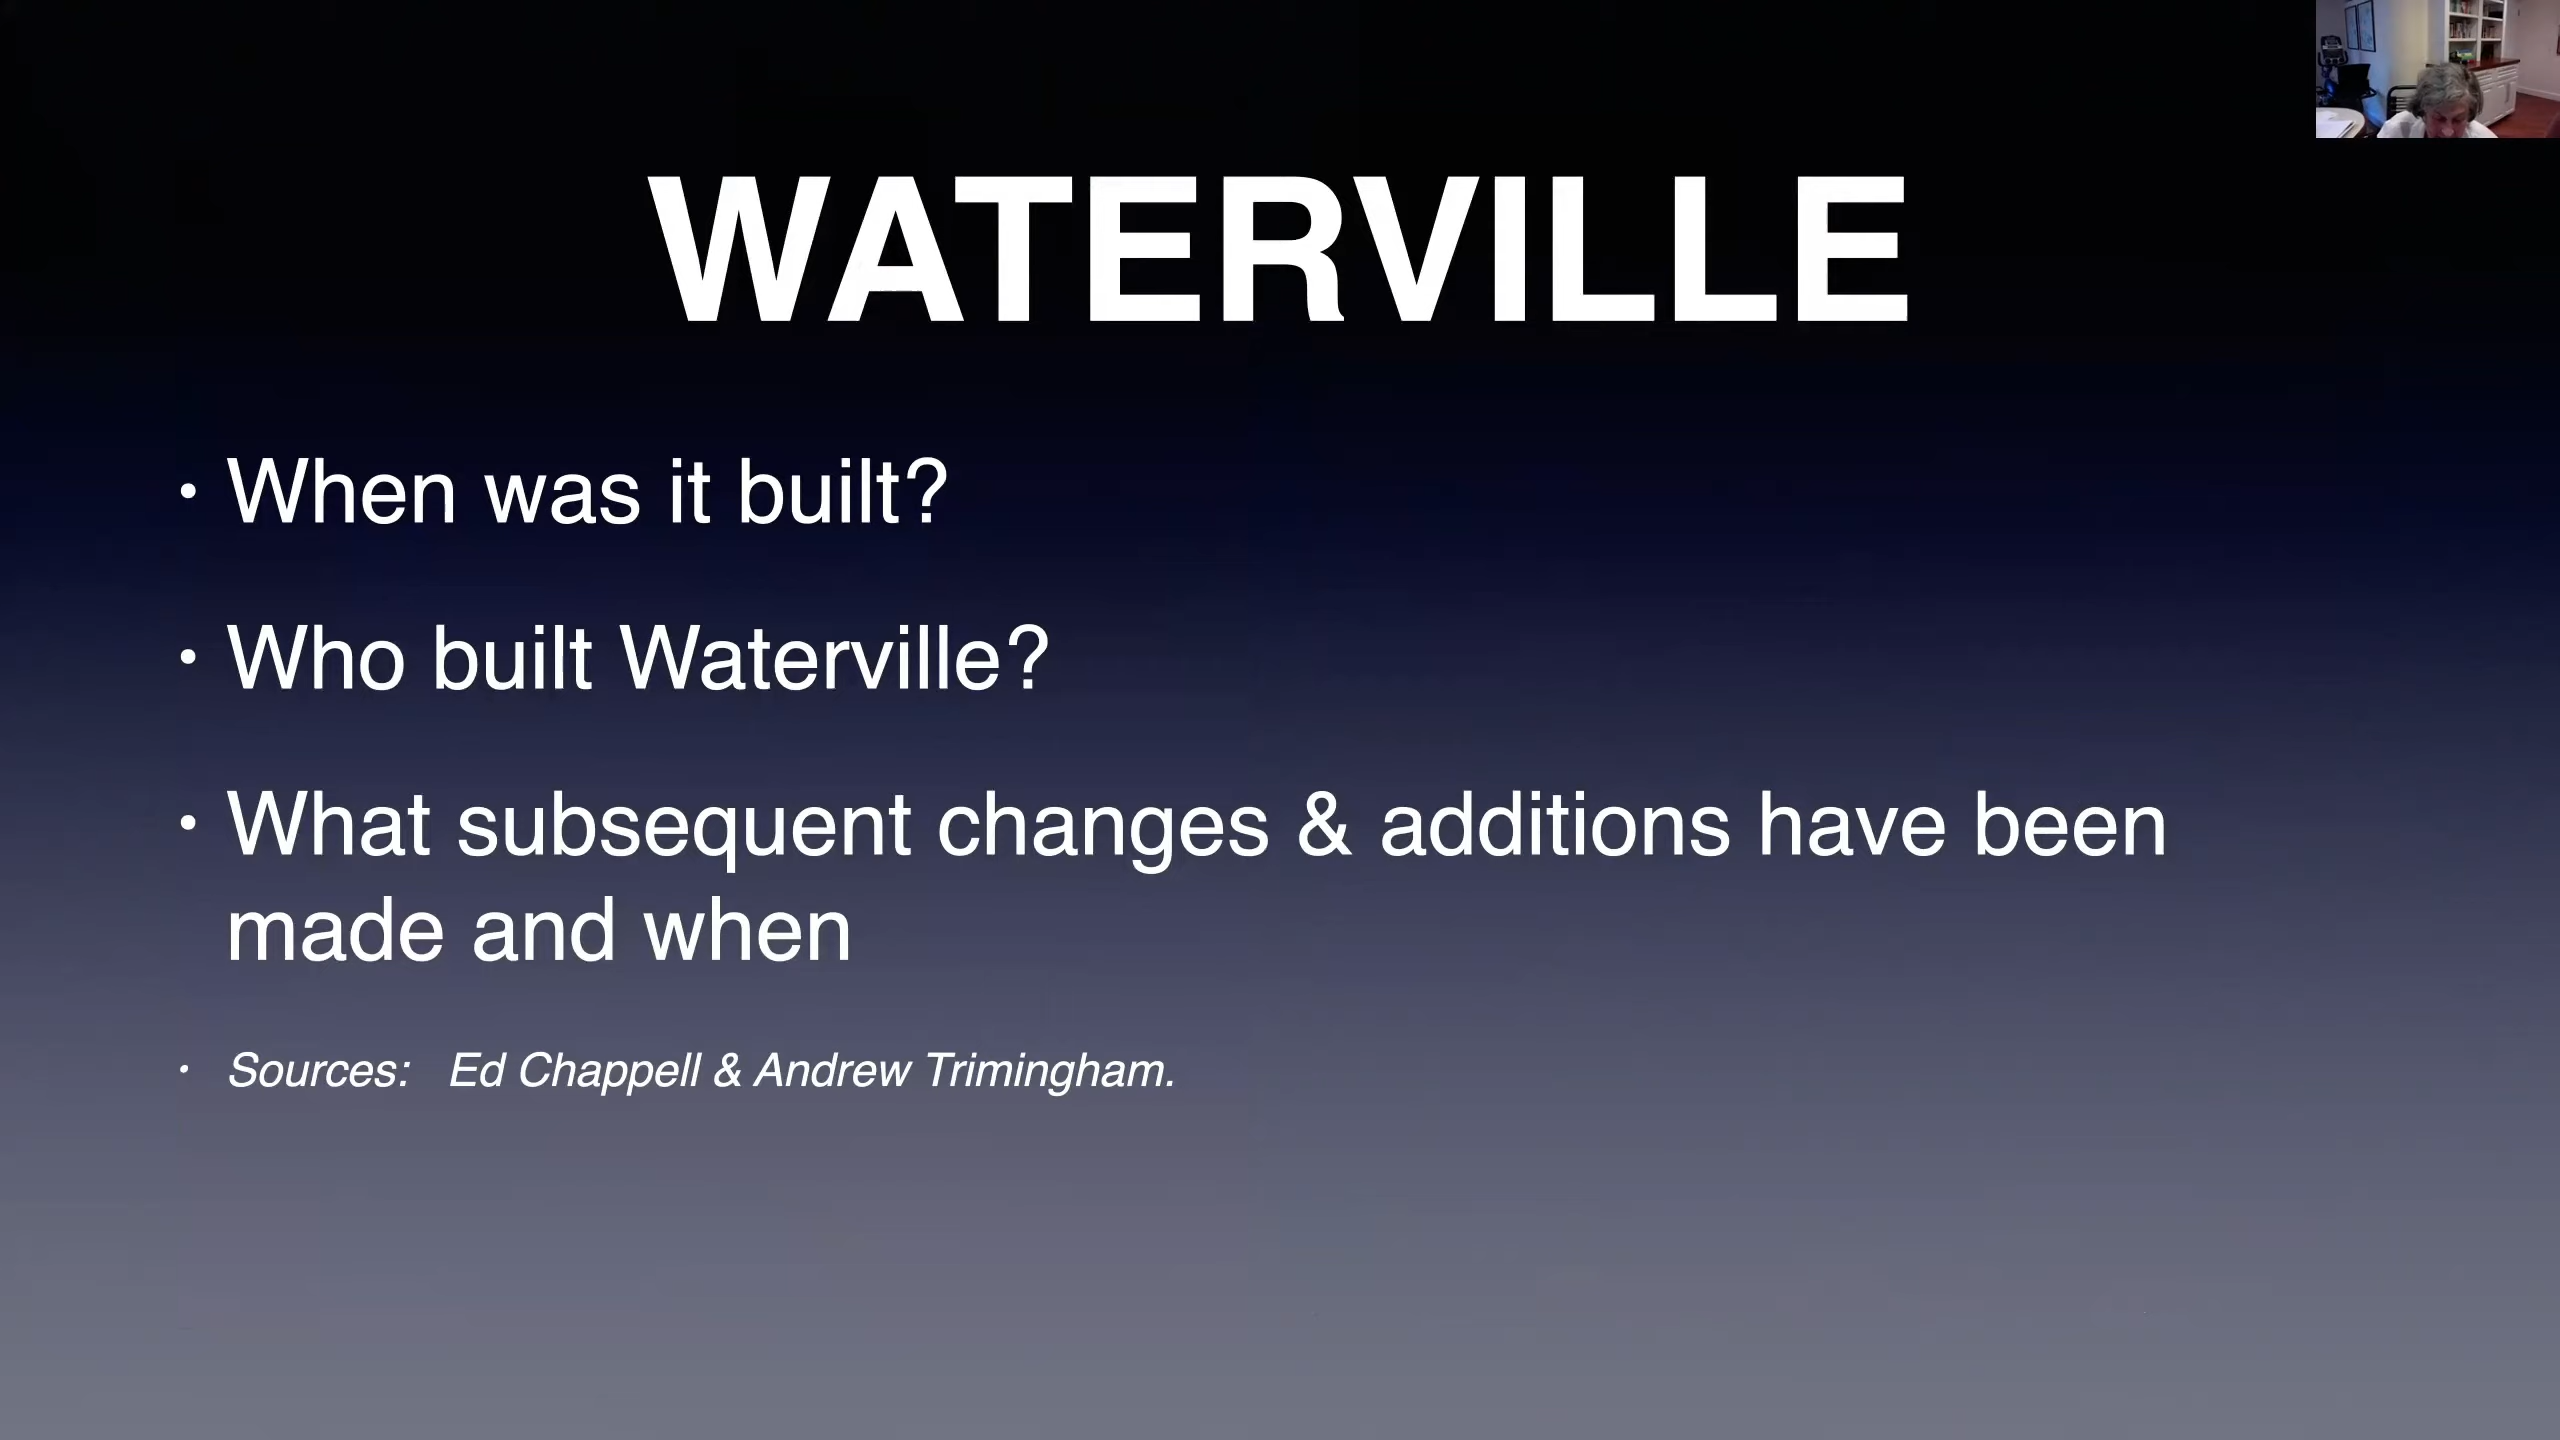 WATERVILLE
• When was it built?
• Who built Waterville?
• What subsequent changes & additions have been
made and when
• Sources: Ed Chappell & Andrew Trimingham.